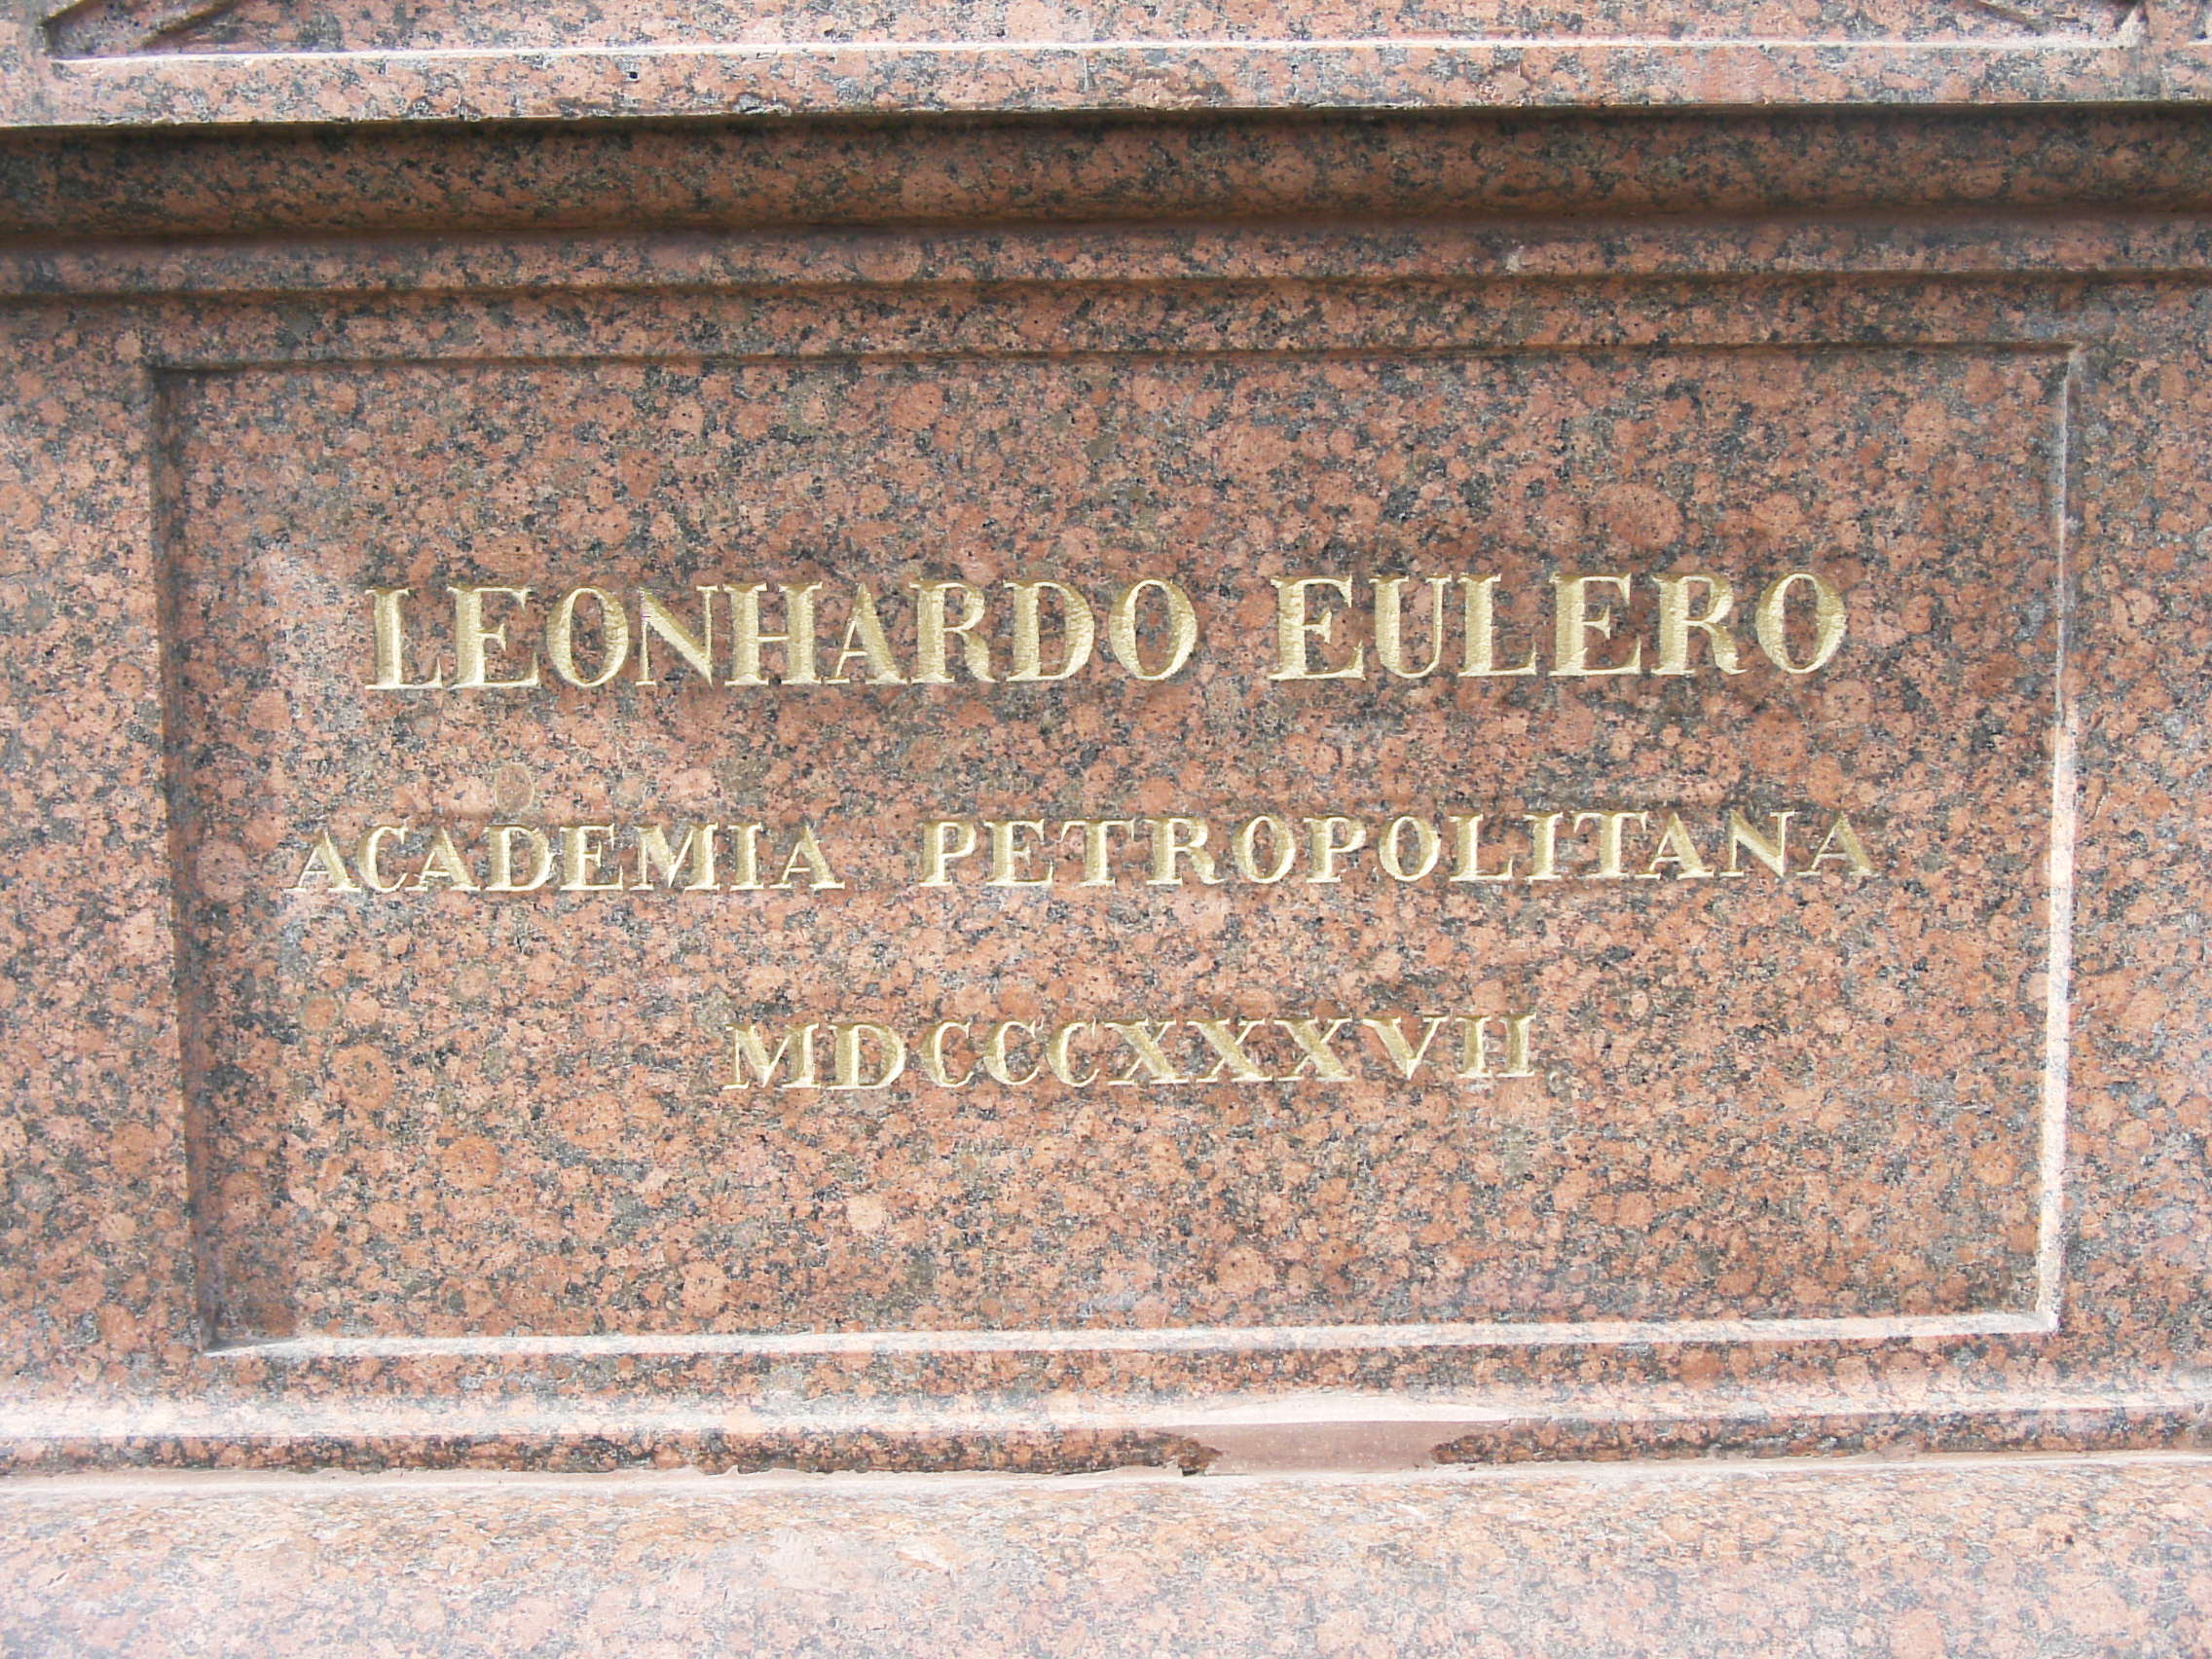 LEONHARDO EULERO
ACADEMIA PETROPOLITANA
MDCCCXXXVII